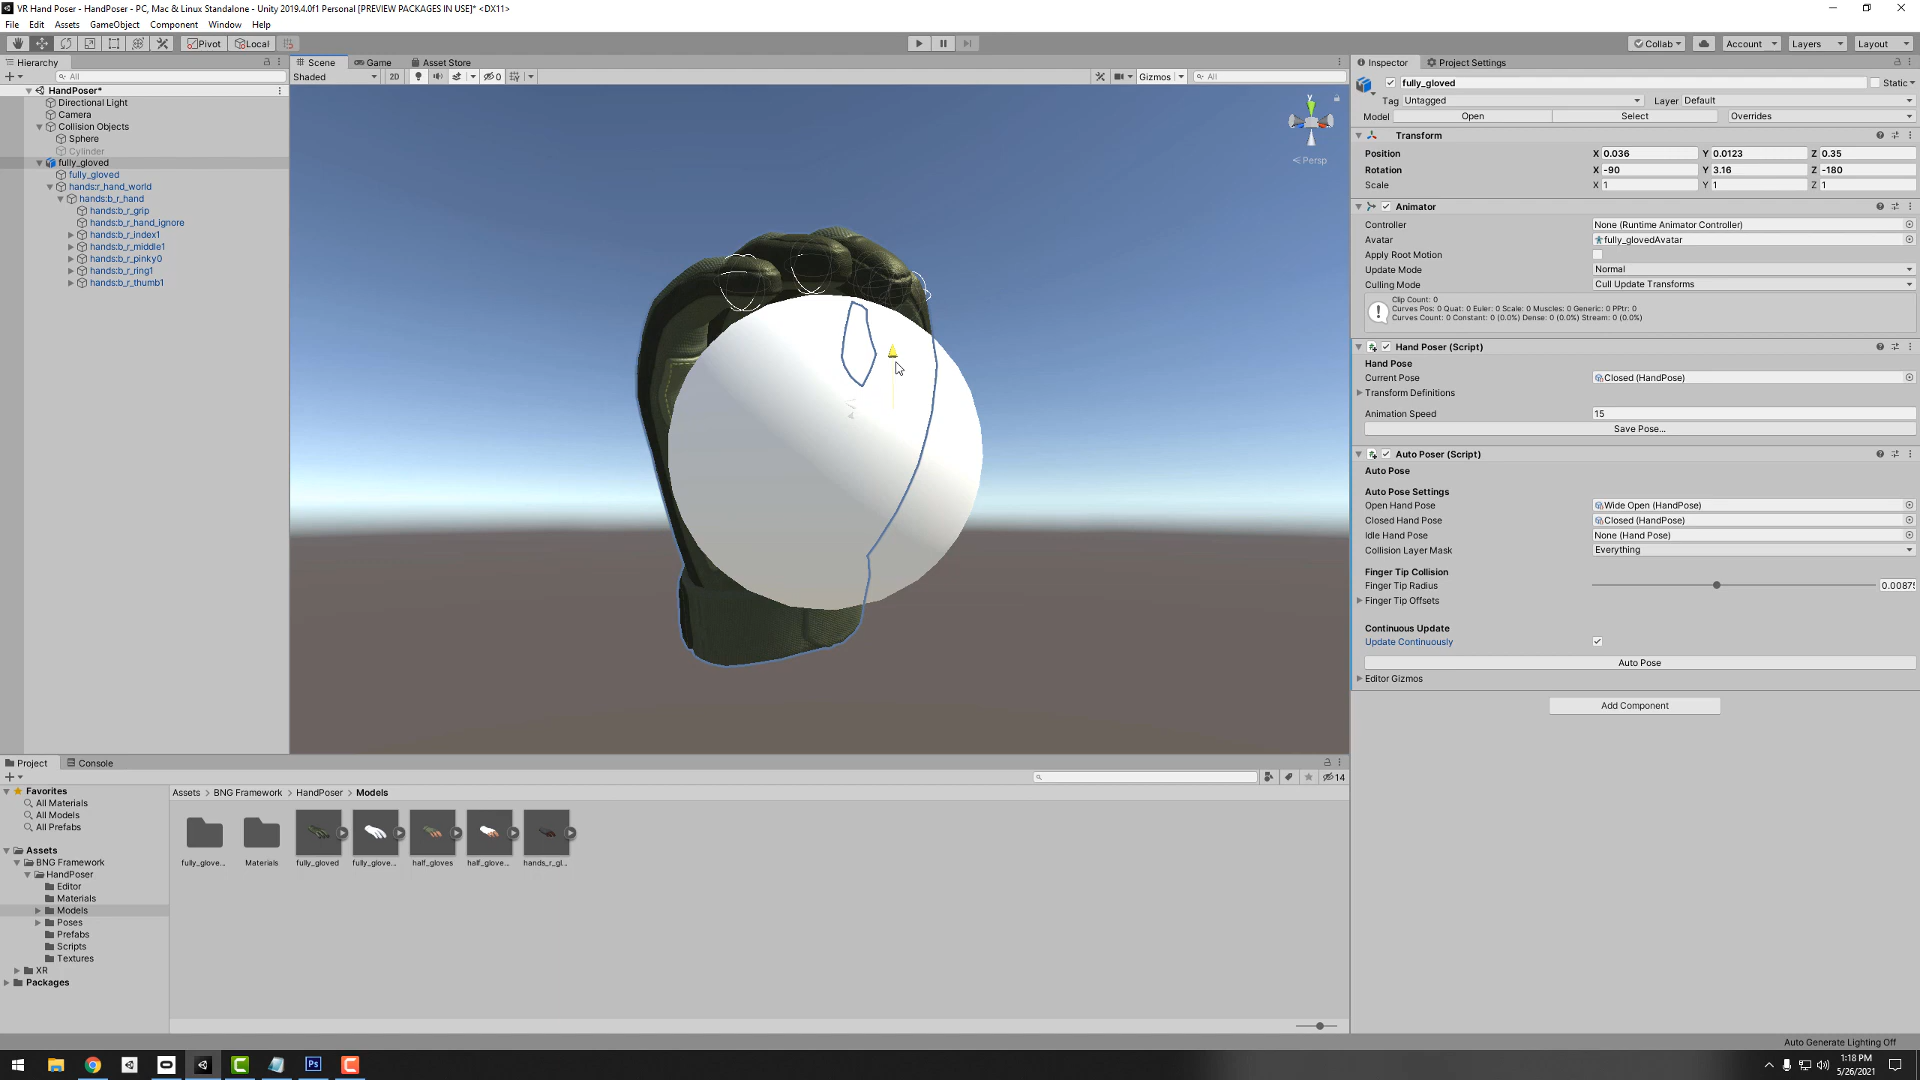 VR Hand Poser - HandPoser - PC, Mac & Linux Standalone - Unity 2019.4.0f1 Personal [PREVIEW PACKAGES IN USE]* <DX11>
File Edit Assets GameObject Component Window Help
Pivot Local Collab Account Layers Layout
Hierarchy
All
HandPoser*
Directional Light
Camera
Collision Objects
Sphere
Cylinder
fully_gloved
fully_gloved
hands:r_hand_world
hands:b_r_hand
hands:b_r_grip
hands:b_r_hand_ignore
hands:b_r_index1
hands:b_r_middle1
hands:b_r_pinky0
hands:b_r_ring1
hands:b_r_thumb1
Scene Game Asset Store
Shaded 2D 0 Gizmos All
y
Persp
Inspector Project Settings
fully_gloved Static
Tag Untagged Layer Default
Model Open Select Overrides
Transform
Position X 0.036 Y 0.0123 Z 0.35
Rotation X -90 Y 3.16 Z -180
Scale X 1 Y 1 Z 1
Animator
Controller None (Runtime Animator Controller)
Avatar fully_glovedAvatar
Apply Root Motion
Update Mode Normal
Culling Mode Cull Update Transforms
Clip Count: 0
Curves Pos: 0 Quat: 0 Euler: 0 Scale: 0 Muscles: 0 Generic: 0 PPtr: 0
Curves Count: 0 Constant: 0 (0.0%) Dense: 0 (0.0%) Stream: 0 (0.0%)
Hand Poser (Script)
Hand Pose
Current Pose Closed (HandPose)
Transform Definitions
Animation Speed 15
Save Pose...
Auto Poser (Script)
Auto Pose
Auto Pose Settings
Open Hand Pose Wide Open (HandPose)
Closed Hand Pose Closed (HandPose)
Idle Hand Pose None (Hand Pose)
Collision Layer Mask Everything
Finger Tip Collision
Finger Tip Radius 0.00875
Finger Tip Offsets
Continuous Update
Update Continuously
Auto Pose
Editor Gizmos
Add Component
Project Console
14
Favorites
All Materials
All Models
All Prefabs
Assets
BNG Framework
HandPoser
Editor
Materials
Models
Poses
Prefabs
Scripts
Textures
XR
Packages
Assets > BNG Framework > HandPoser > Models
fully_glove... Materials fully_gloved fully_glove... half_gloves half_glove... hands_r_gl...
Auto Generate Lighting Off
Ps
1:18 PM
5/26/2021